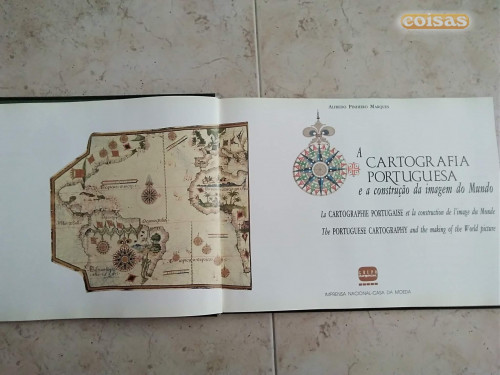 coisas
ALFREDO PINHEIRO MARQUES
A
CARTOGRAFIA
PORTUGUESA
e a construção da imagem do Mundo
La CARTOGRAPHIE PORTUGAISE et la construction de l'image du Monde
The PORTUGUESE CARTOGRAPHY and the making of the World picture
IMPRENSA NACIONAL-CASA DA MOEDA